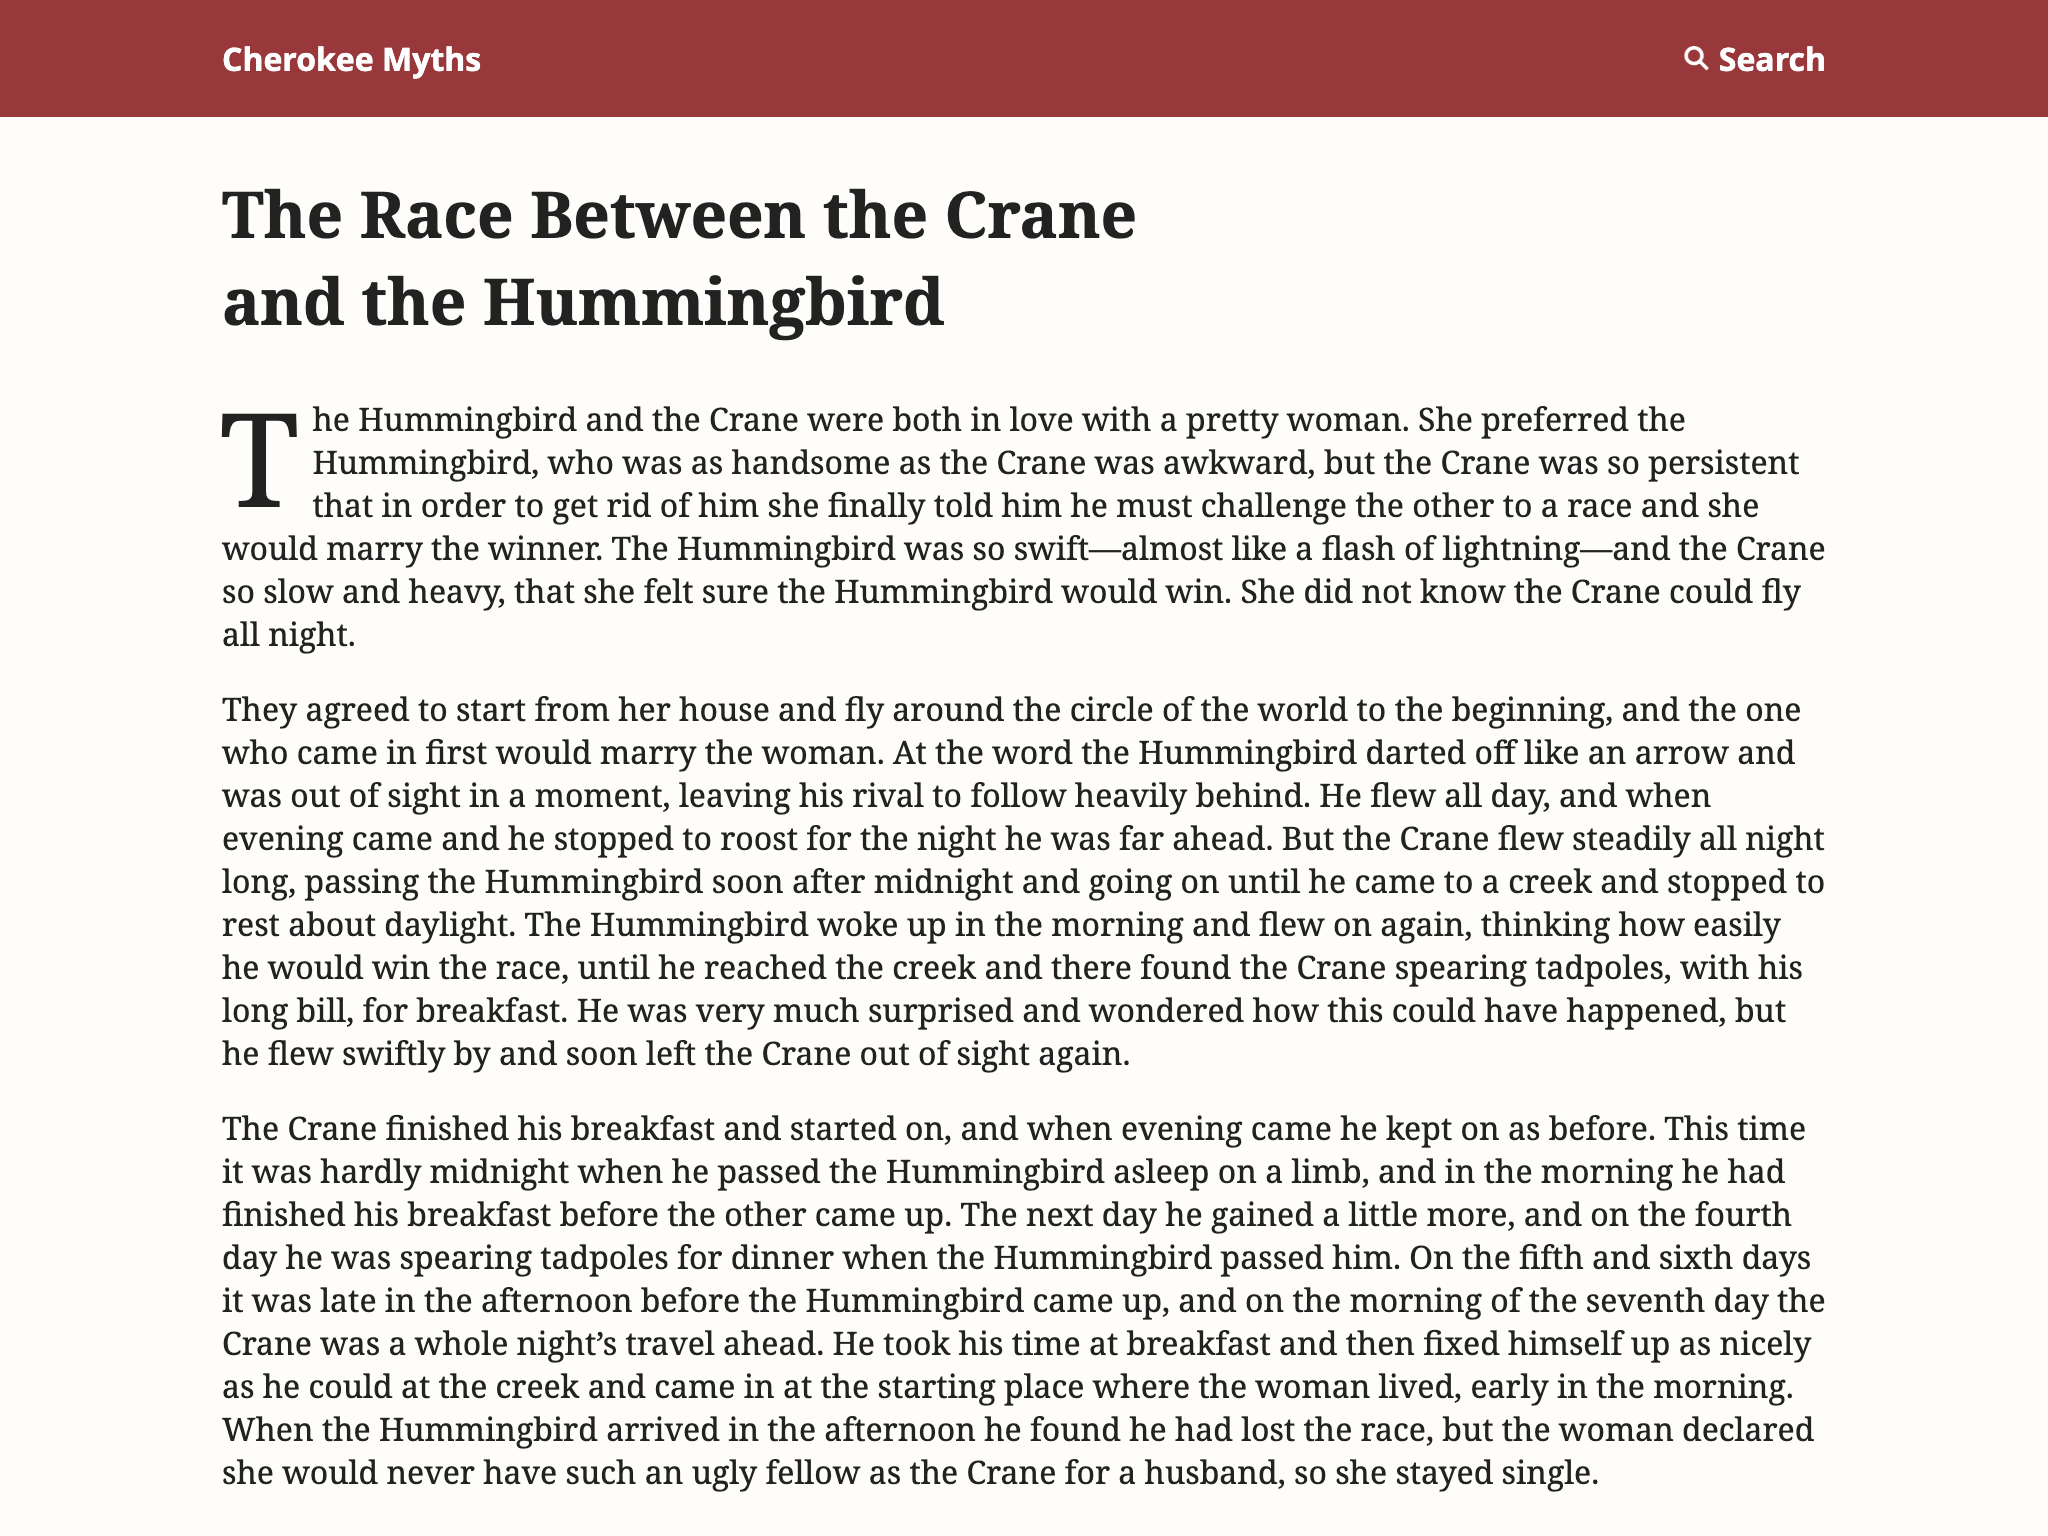 Cherokee Myths
Search
The Race Between the Crane
and the Hummingbird
The Hummingbird and the Crane were both in love with a pretty woman. She preferred the
Hummingbird, who was as handsome as the Crane was awkward, but the Crane was so persistent
that in order to get rid of him she finally told him he must challenge the other to a race and she
would marry the winner. The Hummingbird was so swift—almost like a flash of lightning—and the Crane
so slow and heavy, that she felt sure the Hummingbird would win. She did not know the Crane could fly
all night.
They agreed to start from her house and fly around the circle of the world to the beginning, and the one
who came in first would marry the woman. At the word the Hummingbird darted off like an arrow and
was out of sight in a moment, leaving his rival to follow heavily behind. He flew all day, and when
evening came and he stopped to roost for the night he was far ahead. But the Crane flew steadily all night
long, passing the Hummingbird soon after midnight and going on until he came to a creek and stopped to
rest about daylight. The Hummingbird woke up in the morning and flew on again, thinking how easily
he would win the race, until he reached the creek and there found the Crane spearing tadpoles, with his
long bill, for breakfast. He was very much surprised and wondered how this could have happened, but
he flew swiftly by and soon left the Crane out of sight again.
The Crane finished his breakfast and started on, and when evening came he kept on as before. This time
it was hardly midnight when he passed the Hummingbird asleep on a limb, and in the morning he had
finished his breakfast before the other came up. The next day he gained a little more, and on the fourth
day he was spearing tadpoles for dinner when the Hummingbird passed him. On the fifth and sixth days
it was late in the afternoon before the Hummingbird came up, and on the morning of the seventh day the
Crane was a whole night’s travel ahead. He took his time at breakfast and then fixed himself up as nicely
as he could at the creek and came in at the starting place where the woman lived, early in the morning.
When the Hummingbird arrived in the afternoon he found he had lost the race, but the woman declared
she would never have such an ugly fellow as the Crane for a husband, so she stayed single.